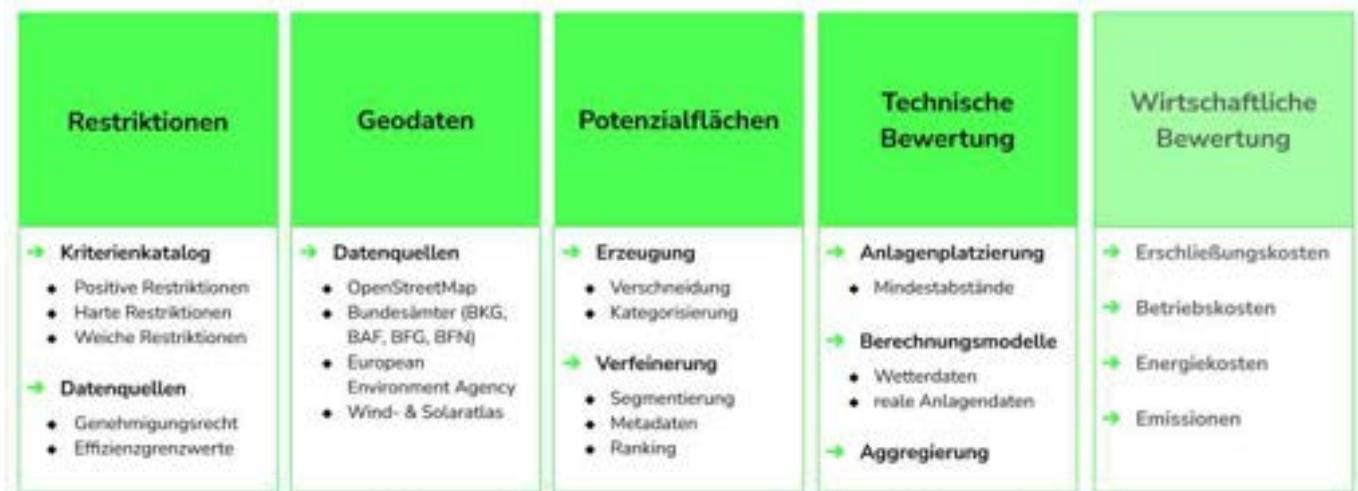 Restriktionen
➔ Kriterienkatalog
◆ Positive Restriktionen
◆ Harte Restriktionen
◆ Weiche Restriktionen
➔ Datenquellen
◆ Genehmigungsrecht
◆ Effizienzgrenzwerte
Geodaten
➔ Datenquellen
◆ OpenStreetMap
◆ Bundesämter (BKG,
BAF, BFG, BFN)
◆ European
Environment Agency
◆ Wind- & Solaratlas
Potenzialflächen
➔ Erzeugung
◆ Verschneidung
◆ Kategorisierung
➔ Verfeinerung
◆ Segmentierung
◆ Metadaten
◆ Ranking
Technische
Bewertung
➔ Anlagenplatzierung
◆ Mindestabstände
➔ Berechnungsmodelle
◆ Wetterdaten
◆ reale Anlagendaten
➔ Aggregierung
Wirtschaftliche
Bewertung
➔ Erschließungskosten
➔ Betriebskosten
➔ Energiekosten
➔ Emissionen